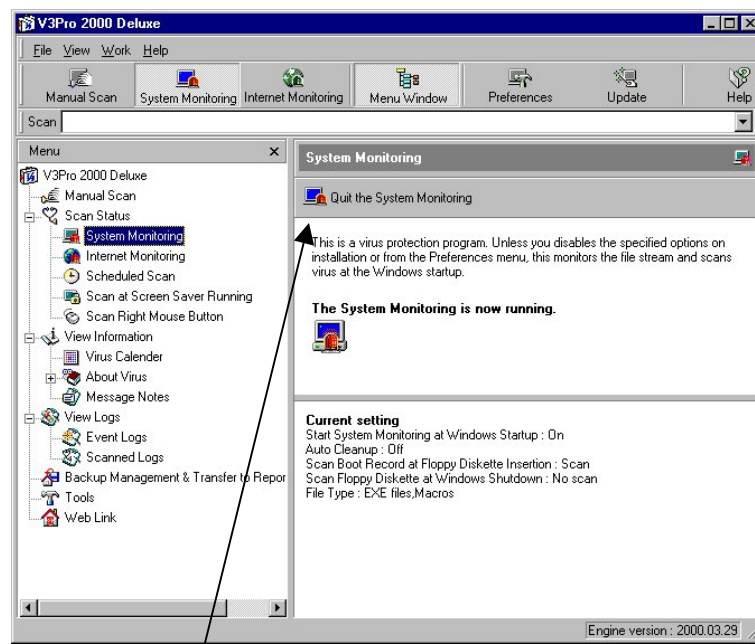 V3Pro 2000 Deluxe
File View Work Help
Manual Scan System Monitoring Internet Monitoring Menu Window Preferences Update Help
Scan
Menu
V3Pro 2000 Deluxe
Manual Scan
Scan Status
System Monitoring
Internet Monitoring
Scheduled Scan
Scan at Screen Saver Running
Scan Right Mouse Button
View Information
Virus Calender
About Virus
Message Notes
View Logs
Event Logs
Scanned Logs
Backup Management & Transfer to Repor
Tools
Web Link
System Monitoring
Quit the System Monitoring
This is a virus protection program. Unless you disables the specified options on
installation or from the Preferences menu, this monitors the file stream and scans
virus at the Windows startup.
The System Monitoring is now running.
Current setting
Start System Monitoring at Windows Startup : On
Auto Cleanup : Off
Scan Boot Record at Floppy Diskette Insertion : Scan
Scan Floppy Diskette at Windows Shutdown : No scan
File Type : EXE files,Macros
Engine version : 2000.03.29